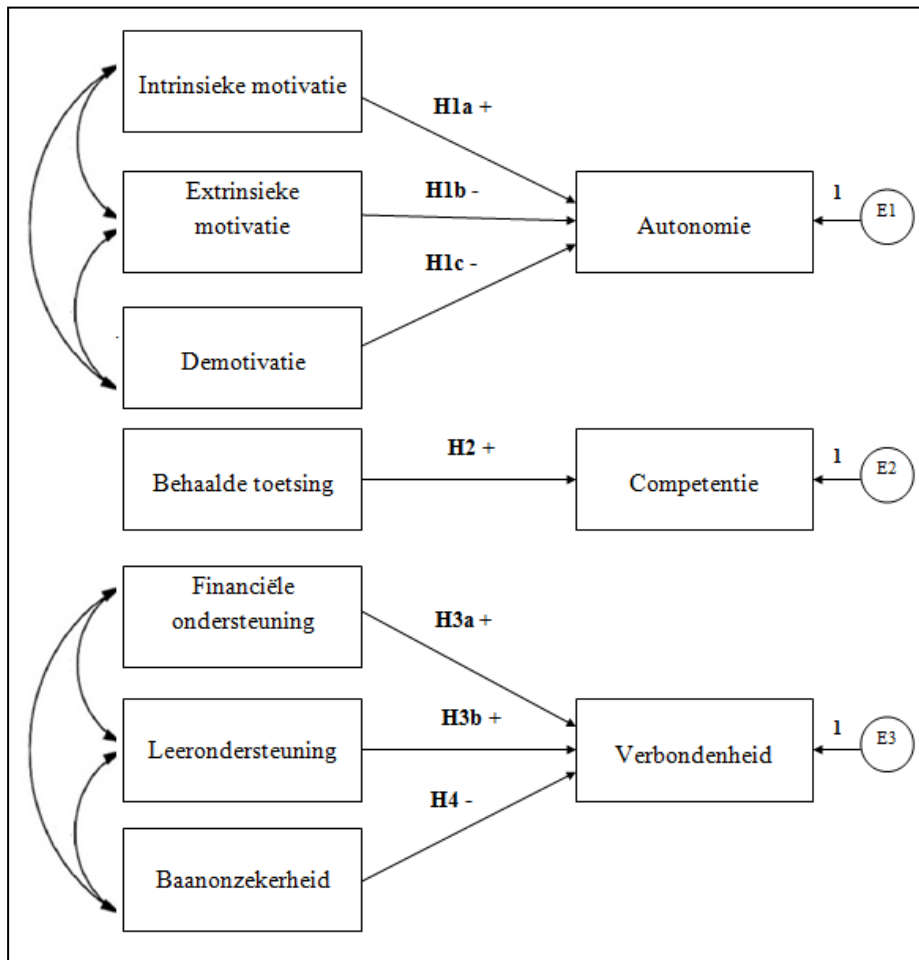 Intrinsieke motivatie
H1a +
Extrinsieke
motivatie
H1b -
Autonomie
1
E1
H1c -
Demotivatie
Behaalde toetsing
H2 +
Competentie
1
E2
Financiële
ondersteuning
H3a +
Leerondersteuning
H3b +
Verbondenheid
1
E3
H4 -
Baanonzekerheid